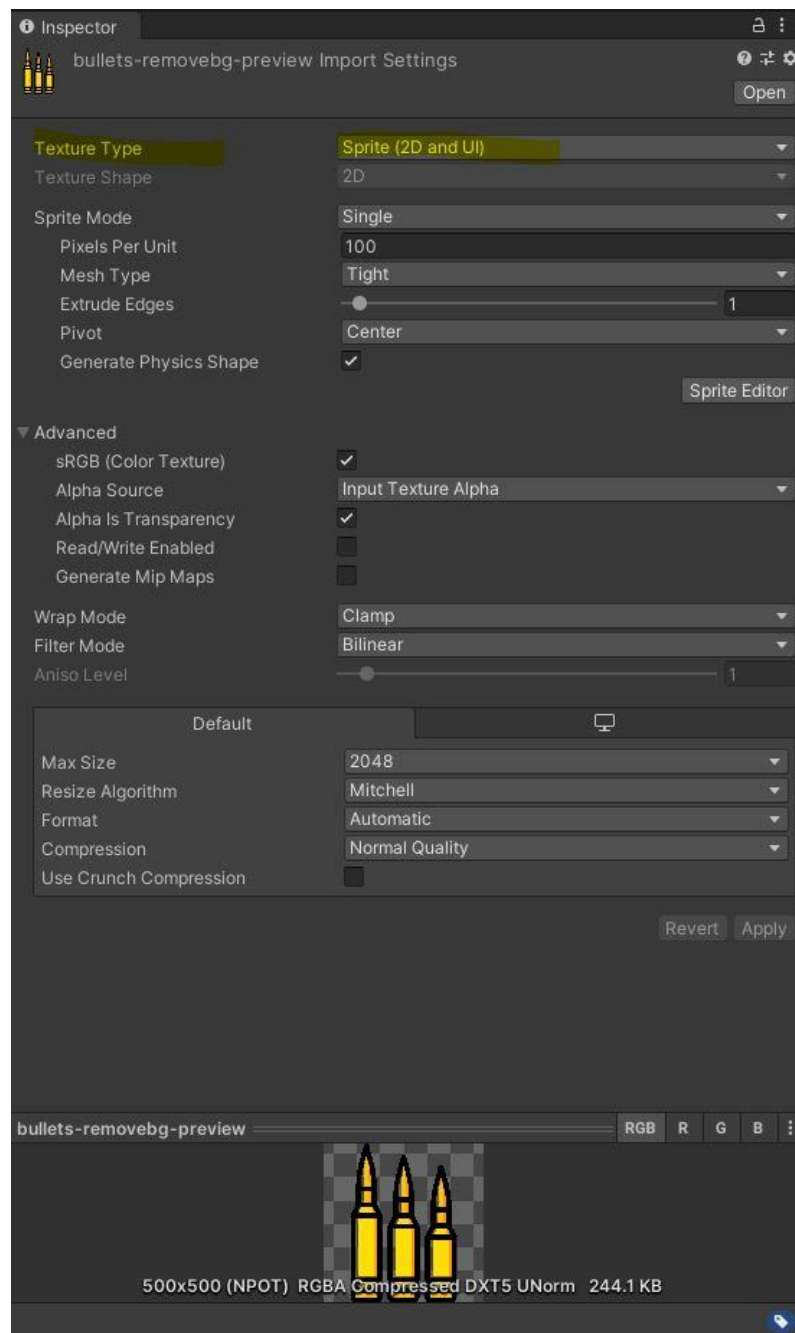 Inspector
bullets-removebg-preview Import Settings
Open
Texture Type Sprite (2D and UI)
Texture Shape 2D
Sprite Mode Single
Pixels Per Unit 100
Mesh Type Tight
Extrude Edges 1
Pivot Center
Generate Physics Shape
Sprite Editor
Advanced
sRGB (Color Texture)
Alpha Source Input Texture Alpha
Alpha Is Transparency
Read/Write Enabled
Generate Mip Maps
Wrap Mode Clamp
Filter Mode Bilinear
Aniso Level 1
Default
Max Size 2048
Resize Algorithm Mitchell
Format Automatic
Compression Normal Quality
Use Crunch Compression
Revert Apply
bullets-removebg-preview RGB R G B
500x500 (NPOT) RGBA Compressed DXT5 UNorm 244.1 KB